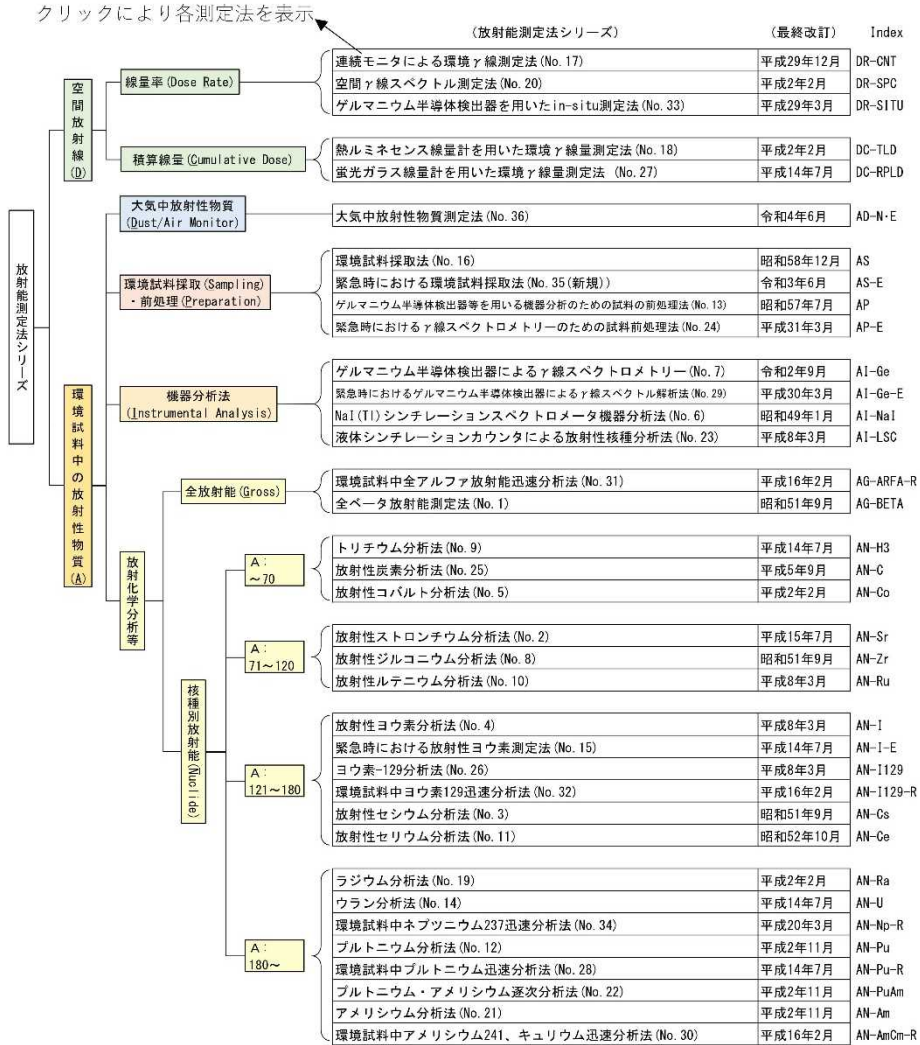 クリックにより各測定法を表示
(放射能測定法シリーズ) (最終改訂) Index
放射能測定法シリーズ
空間放射線(D)
線量率(Dose Rate)
連続モニタによる環境γ線測定法(No.17) 平成29年12月 DR-CNT
空間γ線スペクトル測定法(No.20) 平成2年2月 DR-SPC
ゲルマニウム半導体検出器を用いたin-situ測定法(No.33) 平成29年3月 DR-SITU
積算線量(Cumulative Dose)
熱ルミネセンス線量計を用いた環境γ線量測定法(No.18) 平成2年2月 DC-TLD
蛍光ガラス線量計を用いた環境γ線量測定法 (No.27) 平成14年7月 DC-RPLD
環境試料中の放射性物質(A)
大気中放射性物質
(Dust/Air Monitor)
大気中放射性物質測定法(No.36) 令和4年6月 AD-N・E
環境試料採取(Sampling)
・前処理(Preparation)
環境試料採取法(No.16) 昭和58年12月 AS
緊急時における環境試料採取法(No.35(新規)) 令和3年6月 AS-E
ゲルマニウム半導体検出器等を用いる機器分析のための試料の前処理法(No.13) 昭和57年7月 AP
緊急時におけるγ線スペクトロメトリーのための試料前処理法(No.24) 平成31年3月 AP-E
機器分析法
(Instrumental Analysis)
ゲルマニウム半導体検出器によるγ線スペクトロメトリー(No.7) 令和2年9月 AI-Ge
緊急時におけるゲルマニウム半導体検出器によるγ線スペクトル解析法(No.29) 平成30年3月 AI-Ge-E
NaI(Tl)シンチレーションスペクトロメータ機器分析法(No.6) 昭和49年1月 AI-NaI
液体シンチレーションカウンタによる放射性核種分析法(No.23) 平成8年3月 AI-LSC
放射化学分析等
全放射能(Gross)
環境試料中全アルファ放射能迅速分析法(No.31) 平成16年2月 AG-ARFA-R
全ベータ放射能測定法(No.1) 昭和51年9月 AG-BETA
核種別放射能(Nuclide)
A:
～70
トリチウム分析法(No.9) 平成14年7月 AN-H3
放射性炭素分析法(No.25) 平成5年9月 AN-C
放射性コバルト分析法(No.5) 平成2年2月 AN-Co
A:
71～120
放射性ストロンチウム分析法(No.2) 平成15年7月 AN-Sr
放射性ジルコニウム分析法(No.8) 昭和51年9月 AN-Zr
放射性ルテニウム分析法(No.10) 平成8年3月 AN-Ru
A:
121～180
放射性ヨウ素分析法(No.4) 平成8年3月 AN-I
緊急時における放射性ヨウ素測定法(No.15) 平成14年7月 AN-I-E
ヨウ素-129分析法(No.26) 平成8年3月 AN-I129
環境試料中ヨウ素129迅速分析法(No.32) 平成16年2月 AN-I129-R
放射性セシウム分析法(No.3) 昭和51年9月 AN-Cs
放射性セリウム分析法(No.11) 昭和52年10月 AN-Ce
A:
180～
ラジウム分析法(No.19) 平成2年2月 AN-Ra
ウラン分析法(No.14) 平成14年7月 AN-U
環境試料中ネプツニウム237迅速分析法(No.34) 平成20年3月 AN-Np-R
プルトニウム分析法(No.12) 平成2年11月 AN-Pu
環境試料中プルトニウム迅速分析法(No.28) 平成14年7月 AN-Pu-R
プルトニウム・アメリシウム逐次分析法(No.22) 平成2年11月 AN-PuAm
アメリシウム分析法(No.21) 平成2年11月 AN-Am
環境試料中アメリシウム241、キュリウム迅速分析法(No.30) 平成16年2月 AN-AmCm-R